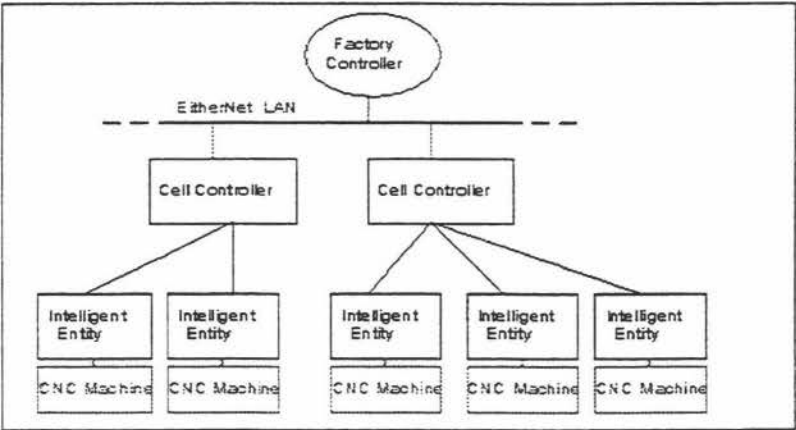 Factory
Controller
EitherNet LAN
Cell Controller
Cell Controller
Intelligent
Entity
Intelligent
Entity
Intelligent
Entity
Intelligent
Entity
Intelligent
Entity
CNC Machine
CNC Machine
CNC Machine
CNC Machine
CNC Machine